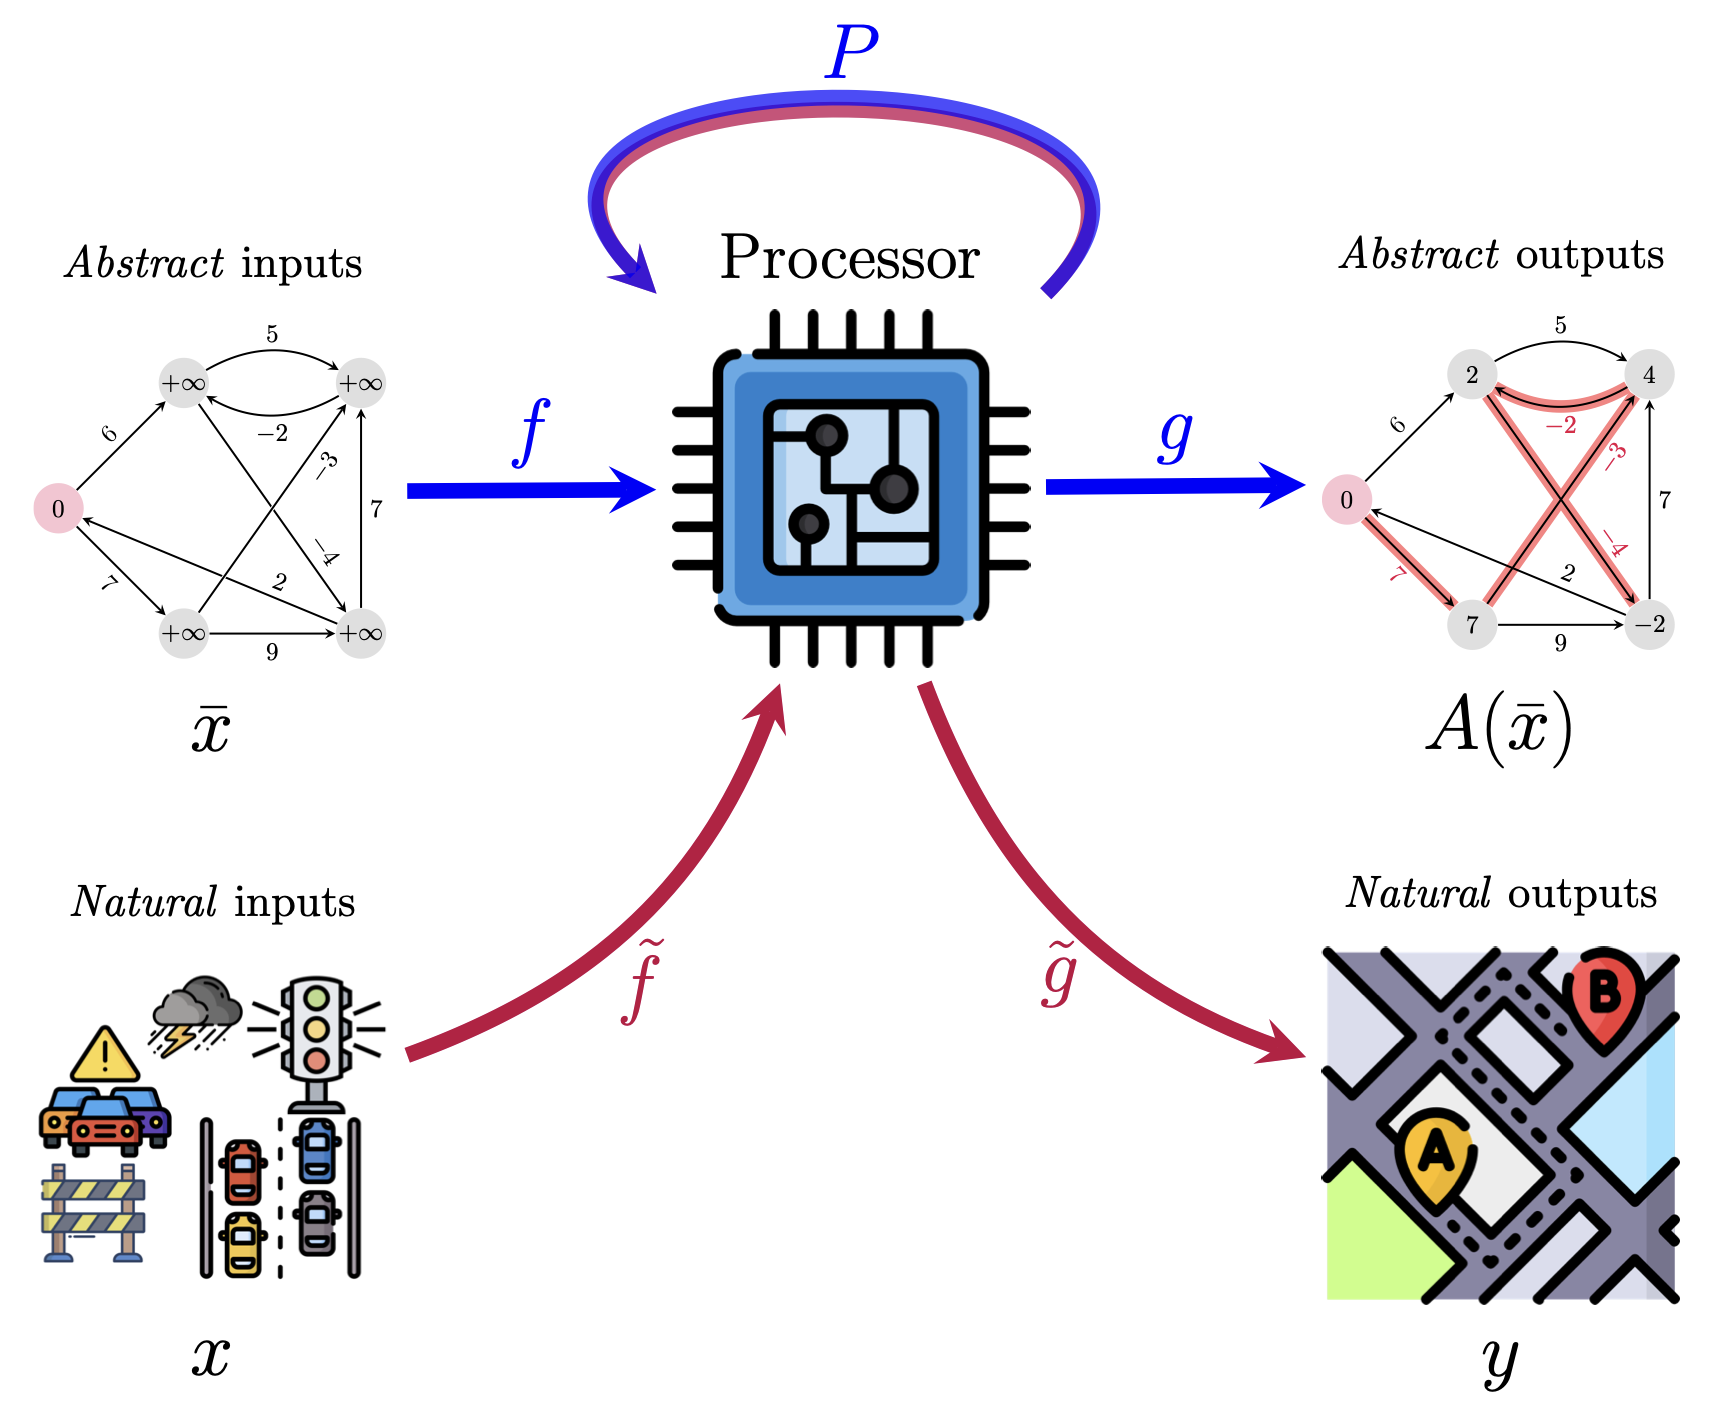 P
Processor
Abstract inputs
5
+∞ +∞
6 −2 −3
0 7
7 2 −4
+∞ +∞
9
x̄
f
g
Abstract outputs
5
2 4
6 −2 −3
0 7
7 2 −4
7 −2
9
A(x̄)
Natural inputs
!
x
f̃
g̃
Natural outputs
B
A
y